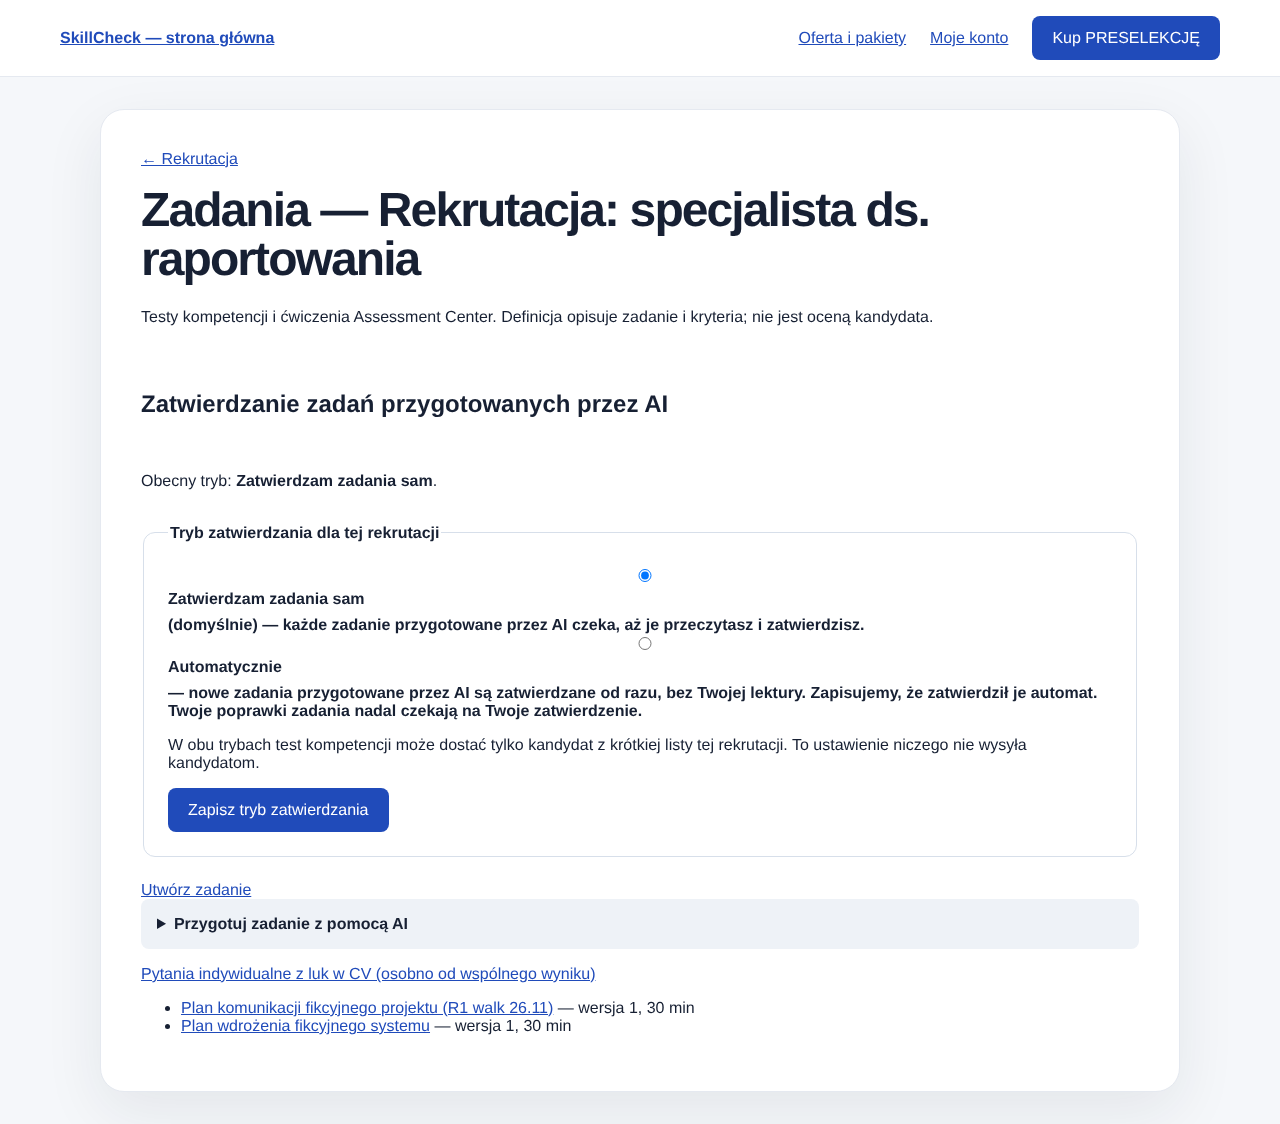 SkillCheck — strona główna
Oferta i pakiety
Moje konto
Kup PRESELEKCJĘ
← Rekrutacja
Zadania — Rekrutacja: specjalista ds.
raportowania
Testy kompetencji i ćwiczenia Assessment Center. Definicja opisuje zadanie i kryteria; nie jest oceną kandydata.
Zatwierdzanie zadań przygotowanych przez AI
Obecny tryb: Zatwierdzam zadania sam.
Tryb zatwierdzania dla tej rekrutacji
Zatwierdzam zadania sam
(domyślnie) — każde zadanie przygotowane przez AI czeka, aż je przeczytasz i zatwierdzisz.
Automatycznie
— nowe zadania przygotowane przez AI są zatwierdzane od razu, bez Twojej lektury. Zapisujemy, że zatwierdził je automat.
Twoje poprawki zadania nadal czekają na Twoje zatwierdzenie.
W obu trybach test kompetencji może dostać tylko kandydat z krótkiej listy tej rekrutacji. To ustawienie niczego nie wysyła
kandydatom.
Zapisz tryb zatwierdzania
Utwórz zadanie
Przygotuj zadanie z pomocą AI
Pytania indywidualne z luk w CV (osobno od wspólnego wyniku)
Plan komunikacji fikcyjnego projektu (R1 walk 26.11) — wersja 1, 30 min
Plan wdrożenia fikcyjnego systemu — wersja 1, 30 min